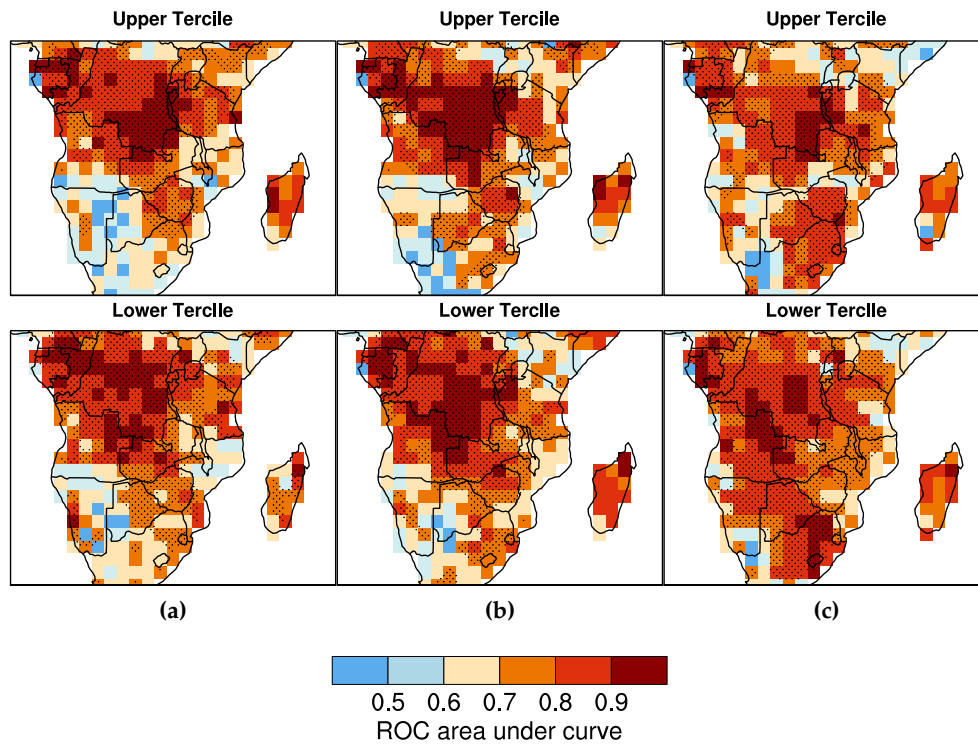 Upper Tercile Upper Tercile Upper Tercile
Lower Tercile Lower Tercile Lower Tercile
(a) (b) (c)
0.5 0.6 0.7 0.8 0.9
ROC area under curve